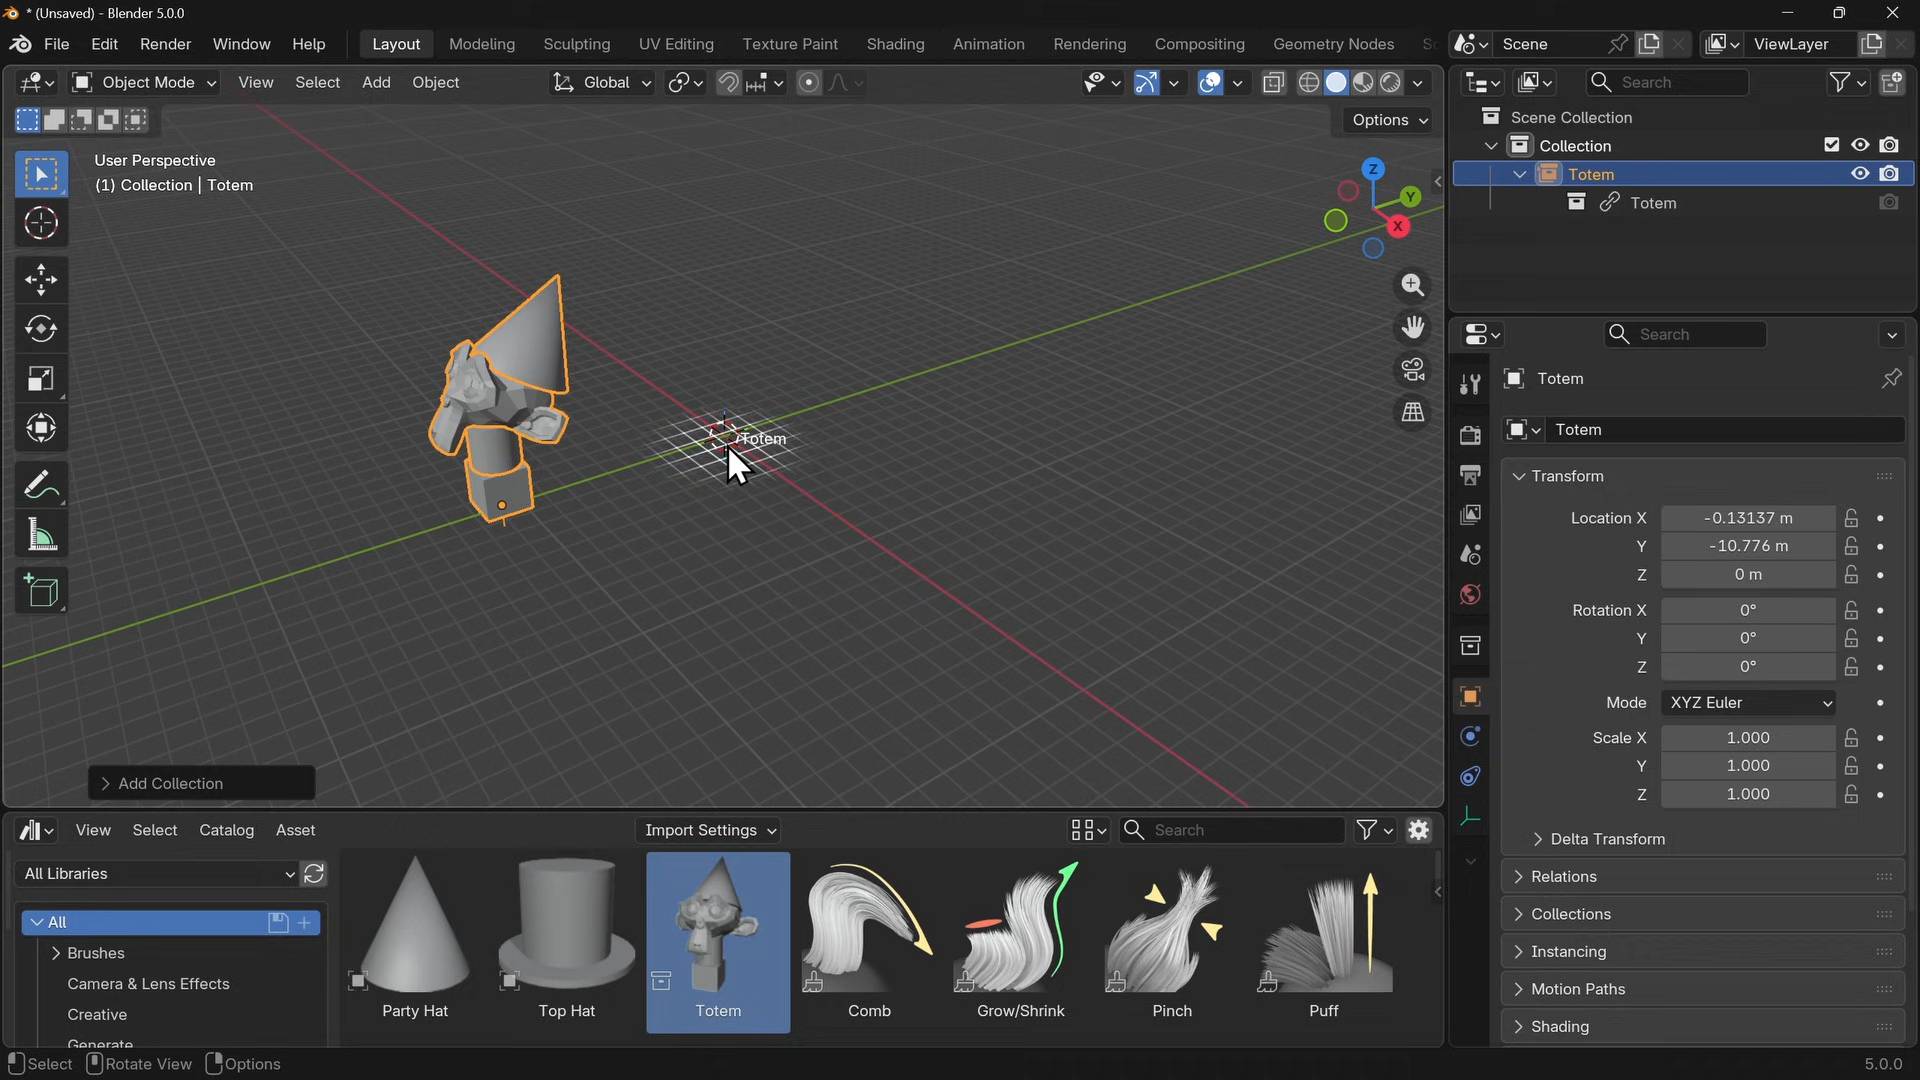 * (Unsaved) - Blender 5.0.0
File Edit Render Window Help Layout Modeling Sculpting UV Editing Texture Paint Shading Animation Rendering Compositing Geometry Nodes Sc Scene ViewLayer
Object Mode View Select Add Object Global Search
Options
User Perspective
(1) Collection | Totem
Z
Y
X
Scene Collection
Collection
Totem
Totem
Totem
Add Collection
Search
Totem
Totem
Transform
Location X -0.13137 m
Y -10.776 m
Z 0 m
Rotation X 0°
Y 0°
Z 0°
Mode XYZ Euler
Scale X 1.000
Y 1.000
Z 1.000
Delta Transform
Relations
Collections
Instancing
Motion Paths
Shading
View Select Catalog Asset Import Settings Search
All Libraries
All
Brushes
Camera & Lens Effects
Creative
Generate
Party Hat Top Hat Totem Comb Grow/Shrink Pinch Puff
Select Rotate View Options 5.0.0